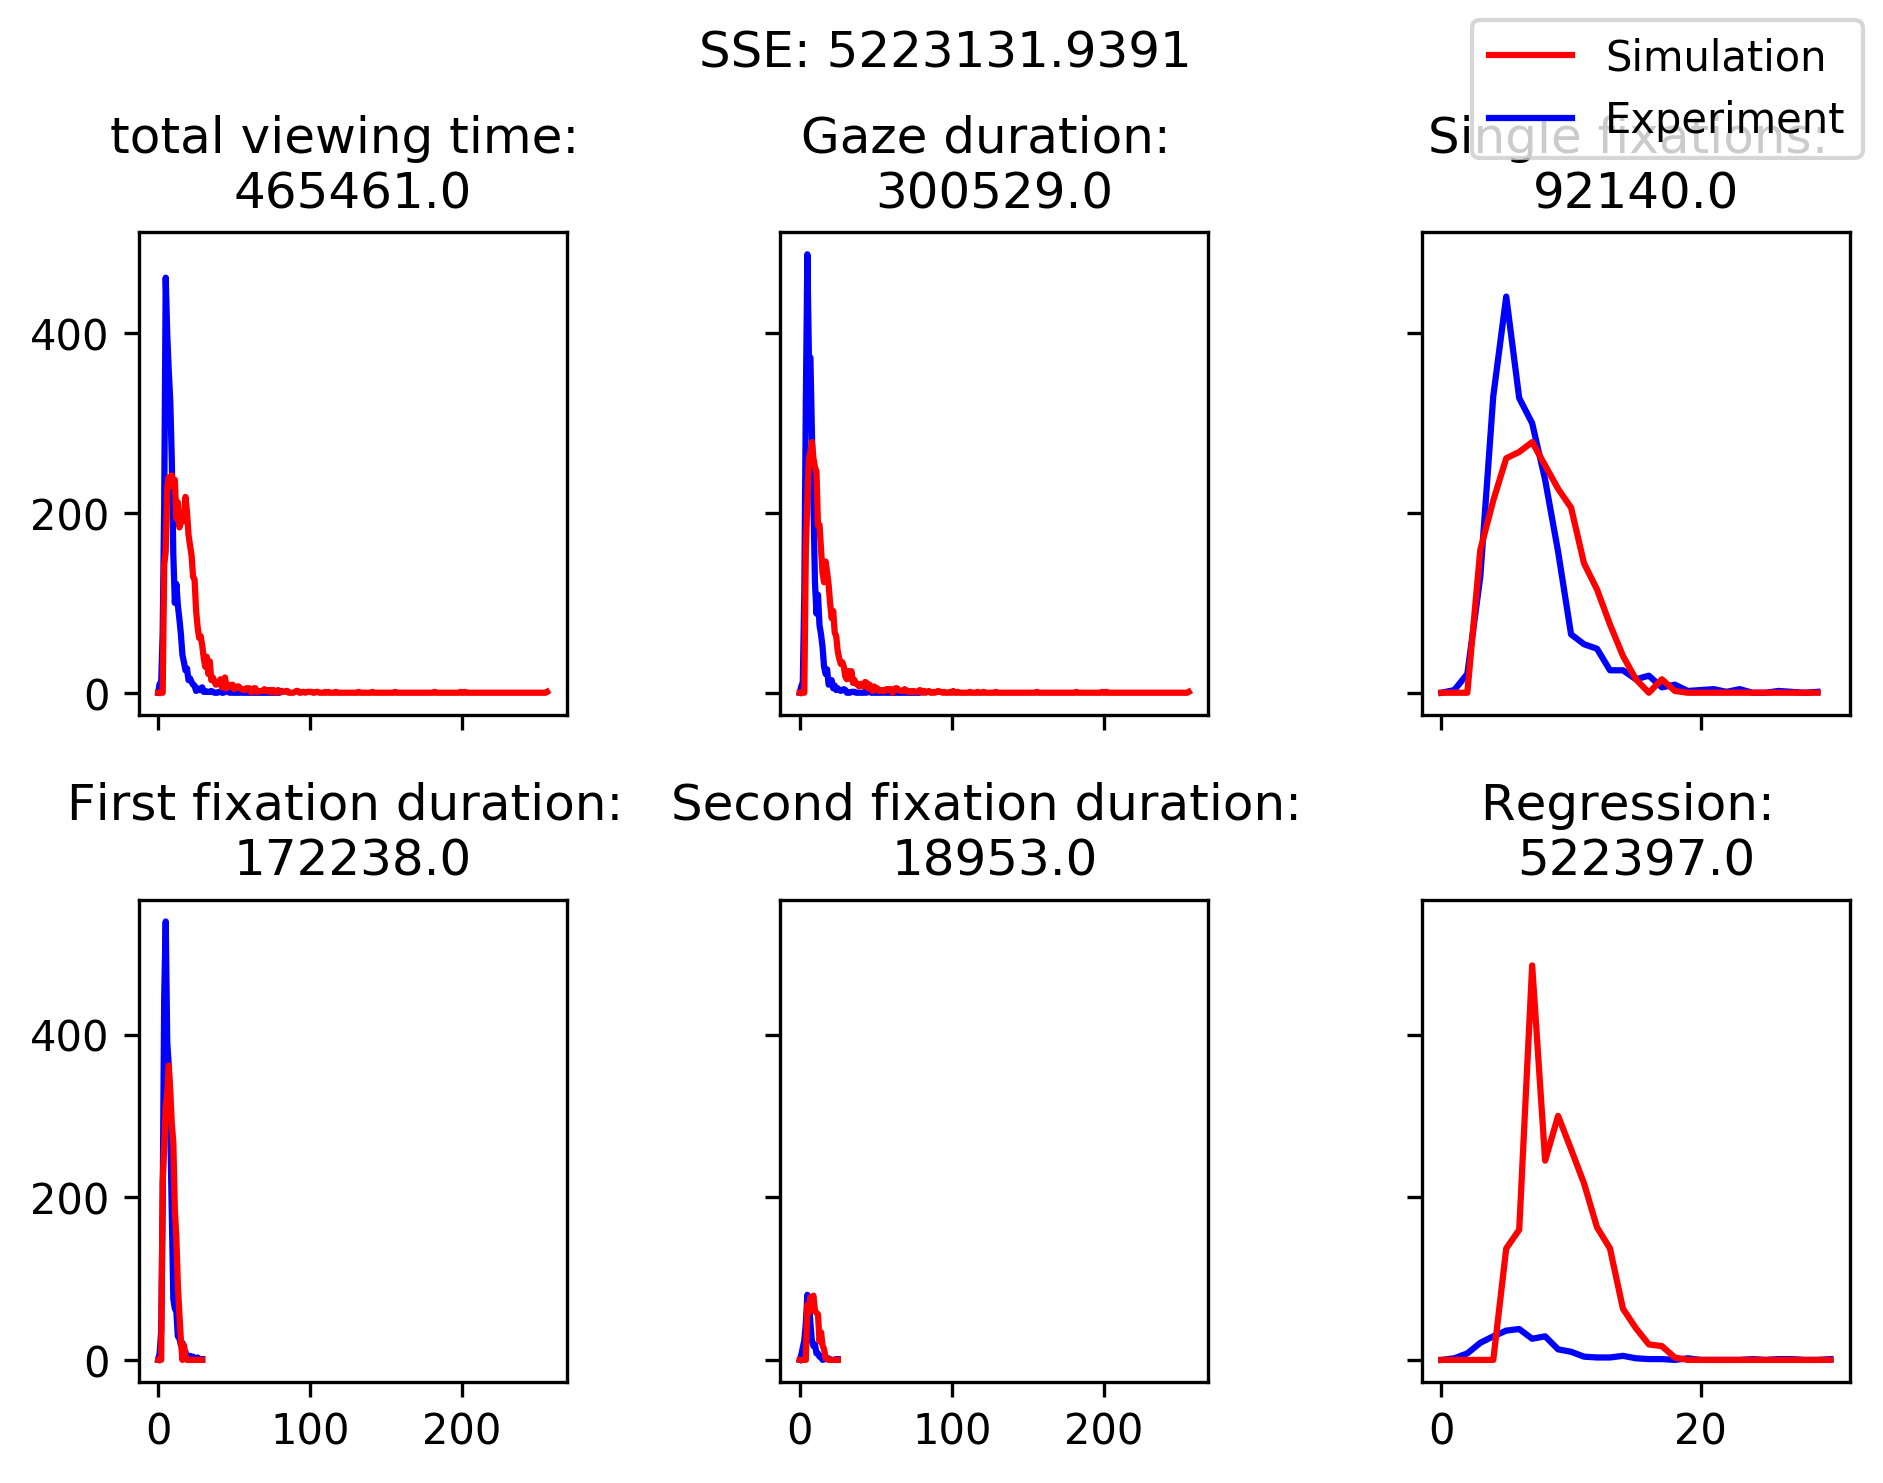 SSE: 5223131.9391
Simulation
Experiment
total viewing time:
465461.0
Gaze duration:
300529.0
Single fixations:
92140.0
400
200
0
First fixation duration:
172238.0
Second fixation duration:
18953.0
Regression:
522397.0
400
200
0
0 100 200
0 100 200
0 20